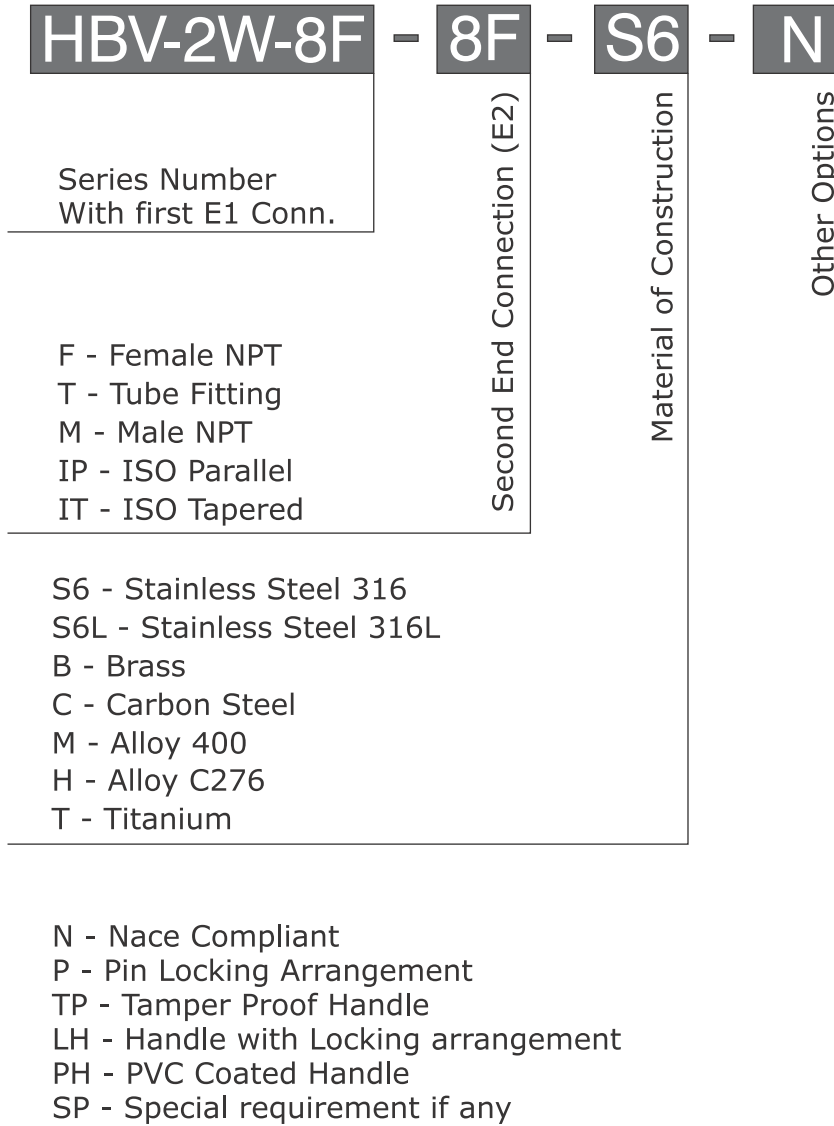 HBV-2W-8F - 8F - S6 - N
Series Number
With first E1 Conn.
Second End Connection (E2)
Material of Construction
Other Options
F - Female NPT
T - Tube Fitting
M - Male NPT
IP - ISO Parallel
IT - ISO Tapered
S6 - Stainless Steel 316
S6L - Stainless Steel 316L
B - Brass
C - Carbon Steel
M - Alloy 400
H - Alloy C276
T - Titanium
N - Nace Compliant
P - Pin Locking Arrangement
TP - Tamper Proof Handle
LH - Handle with Locking arrangement
PH - PVC Coated Handle
SP - Special requirement if any